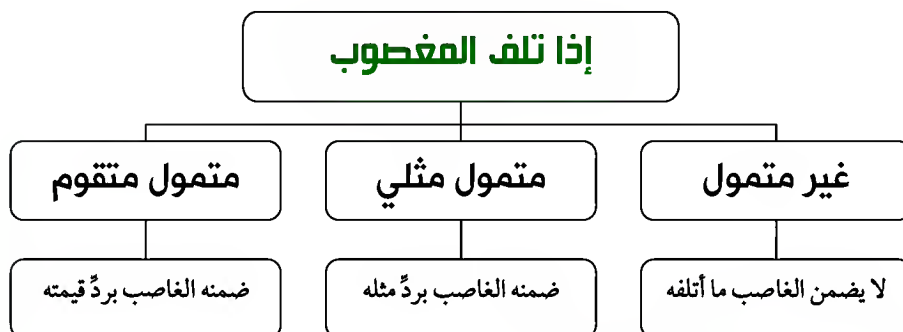 إذا تلف المغصوب
غير متمول
متمول مثلي
متمول متقوم
لا يضمن الغاصب ما أتلفه
ضمنه الغاصب بردِّ مثله
ضمنه الغاصب بردِّ قيمته